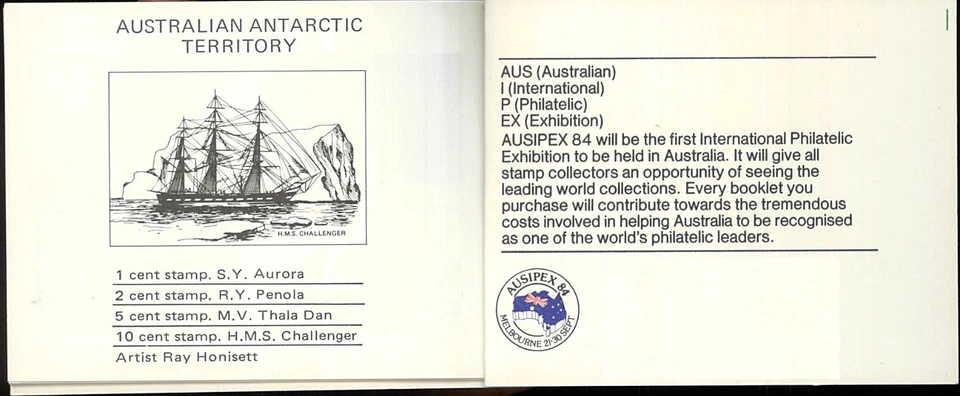 AUSTRALIAN ANTARCTIC
TERRITORY
H.M.S. CHALLENGER
1 cent stamp. S.Y. Aurora
2 cent stamp. R.Y. Penola
5 cent stamp. M.V. Thala Dan
10 cent stamp. H.M.S. Challenger
Artist Ray Honisett
AUS (Australian)
I (International)
P (Philatelic)
EX (Exhibition)
AUSIPEX 84 will be the first International Philatelic
Exhibition to be held in Australia. It will give all
stamp collectors an opportunity of seeing the
leading world collections. Every booklet you
purchase will contribute towards the tremendous
costs involved in helping Australia to be recognised
as one of the world's philatelic leaders.
AUSIPEX 84
MELBOURNE 21-30 SEPT